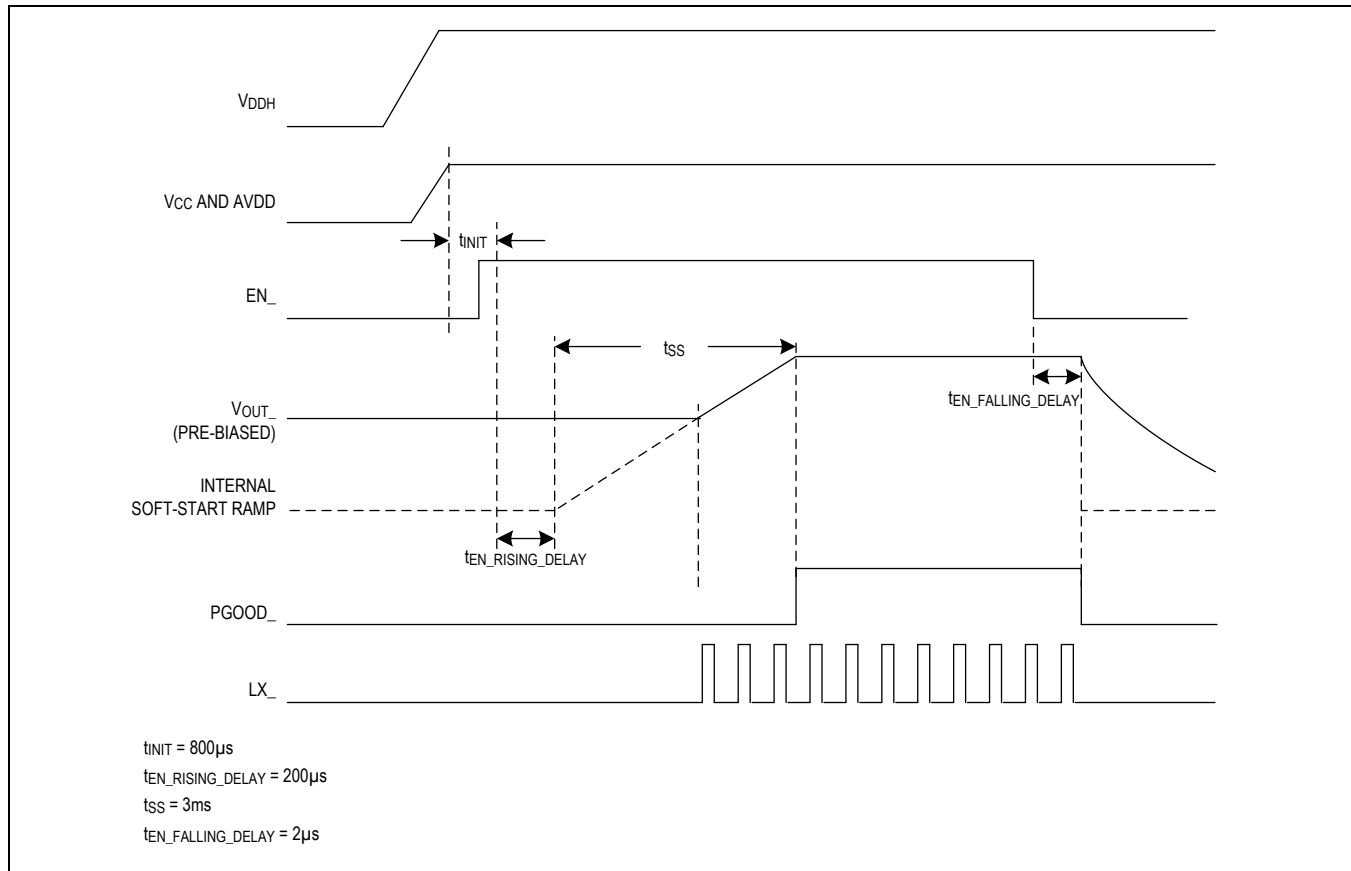 VDDH
VCC AND AVDD
tINIT
EN_
tSS
VOUT_
(PRE-BIASED)
tEN_FALLING_DELAY
INTERNAL
SOFT-START RAMP
tEN_RISING_DELAY
PGOOD_
LX_
tINIT = 800µs
tEN_RISING_DELAY = 200µs
tSS = 3ms
tEN_FALLING_DELAY = 2µs